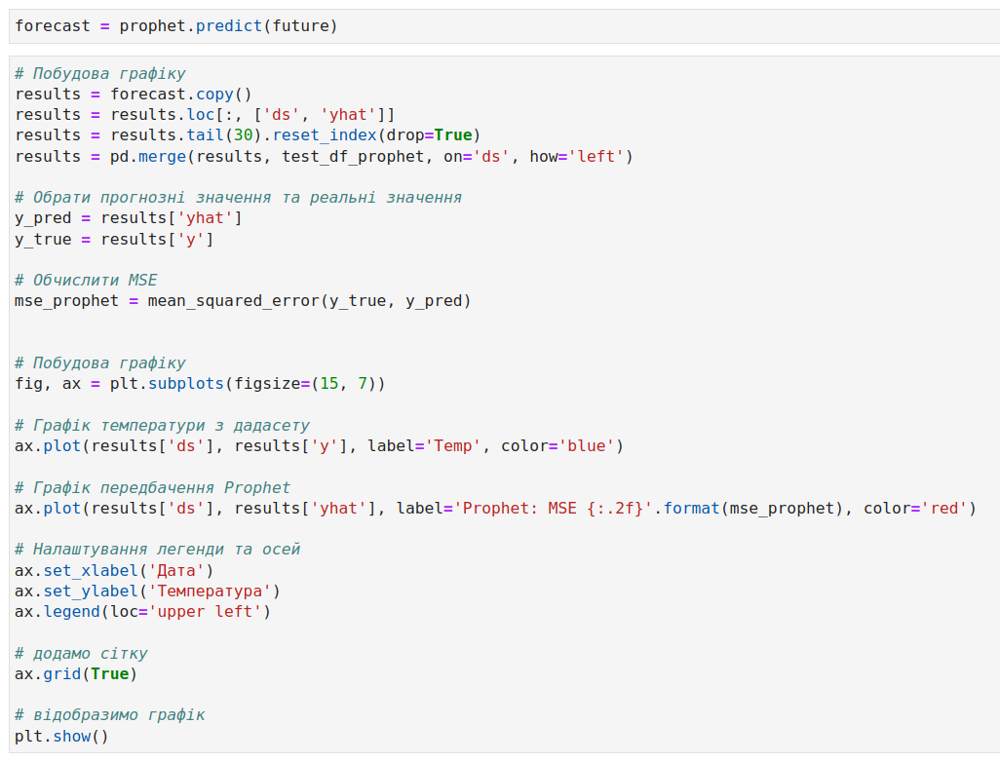 forecast = prophet.predict(future)
# Побудова графіку
results = forecast.copy()
results = results.loc[:, ['ds', 'yhat']]
results = results.tail(30).reset_index(drop=True)
results = pd.merge(results, test_df_prophet, on='ds', how='left')
# Обрати прогнозні значення та реальні значення
y_pred = results['yhat']
y_true = results['y']
# Обчислити MSE
mse_prophet = mean_squared_error(y_true, y_pred)
# Побудова графіку
fig, ax = plt.subplots(figsize=(15, 7))
# Графік температури з дадасету
ax.plot(results['ds'], results['y'], label='Temp', color='blue')
# Графік передбачення Prophet
ax.plot(results['ds'], results['yhat'], label='Prophet: MSE {:.2f}'.format(mse_prophet), color='red')
# Налаштування легенди та осей
ax.set_xlabel('Дата')
ax.set_ylabel('Температура')
ax.legend(loc='upper left')
# додамо сітку
ax.grid(True)
# відобразимо графік
plt.show()